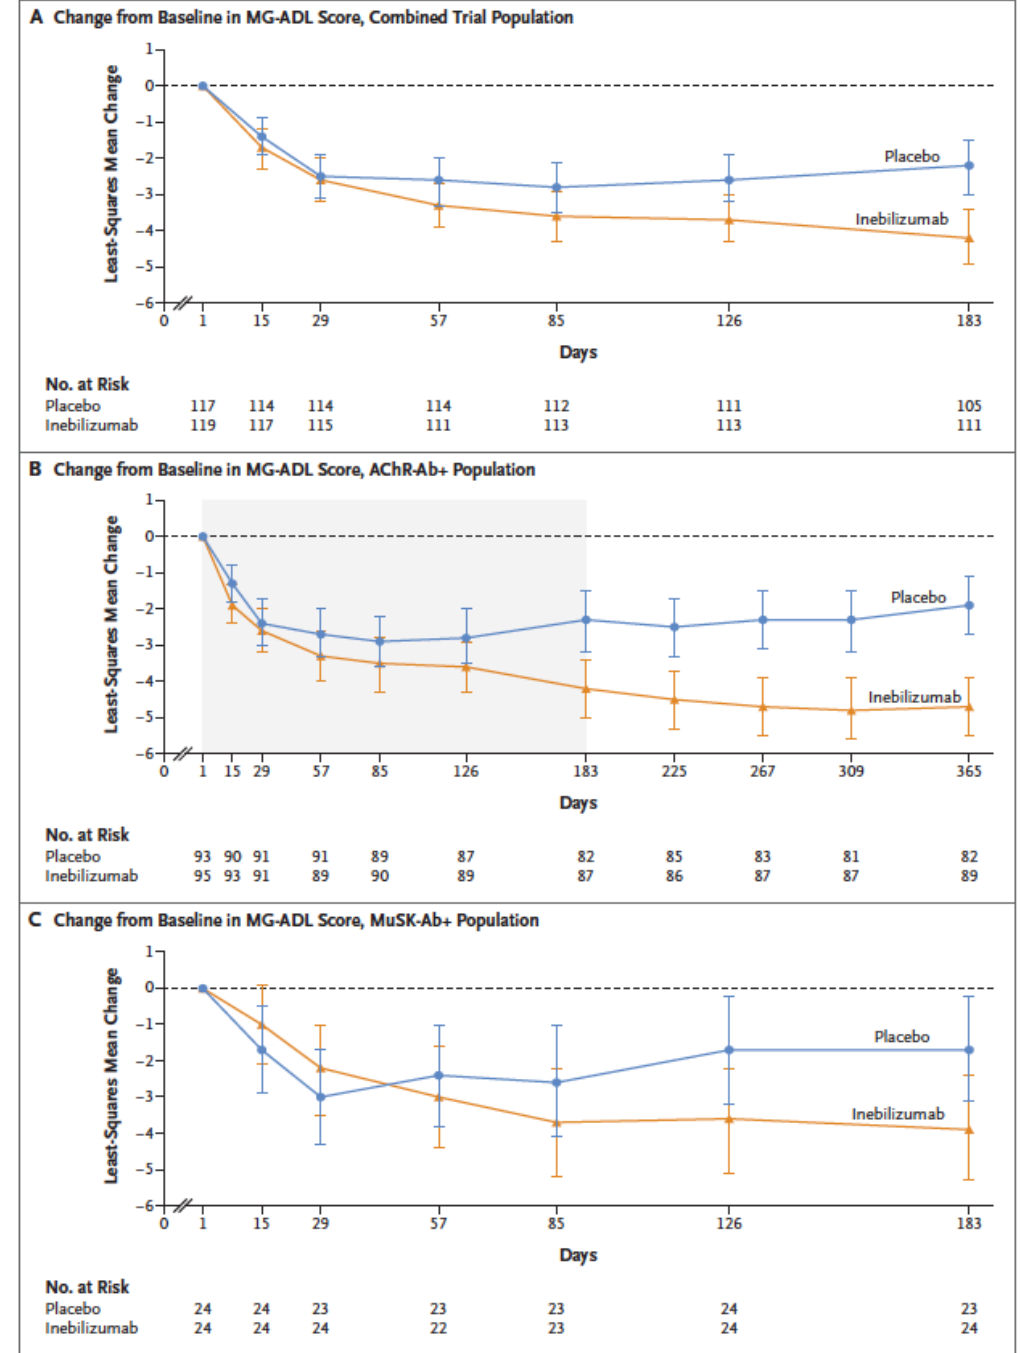 A Change from Baseline in MG-ADL Score, Combined Trial Population
Least-Squares Mean Change
1
0
−1
−2
−3
−4
−5
−6
Placebo
Inebilizumab
0 1 15 29 57 85 126 183
Days
No. at Risk
Placebo 117 114 114 114 112 111 105
Inebilizumab 119 117 115 111 113 113 111
B Change from Baseline in MG-ADL Score, AChR-Ab+ Population
Least-Squares Mean Change
1
0
−1
−2
−3
−4
−5
−6
Placebo
Inebilizumab
0 1 15 29 57 85 126 183 225 267 309 365
Days
No. at Risk
Placebo 93 90 91 91 89 87 82 85 83 81 82
Inebilizumab 95 93 91 89 90 89 87 86 87 87 89
C Change from Baseline in MG-ADL Score, MuSK-Ab+ Population
Least-Squares Mean Change
1
0
−1
−2
−3
−4
−5
−6
Placebo
Inebilizumab
0 1 15 29 57 85 126 183
Days
No. at Risk
Placebo 24 24 23 23 23 24 23
Inebilizumab 24 24 24 22 23 24 24